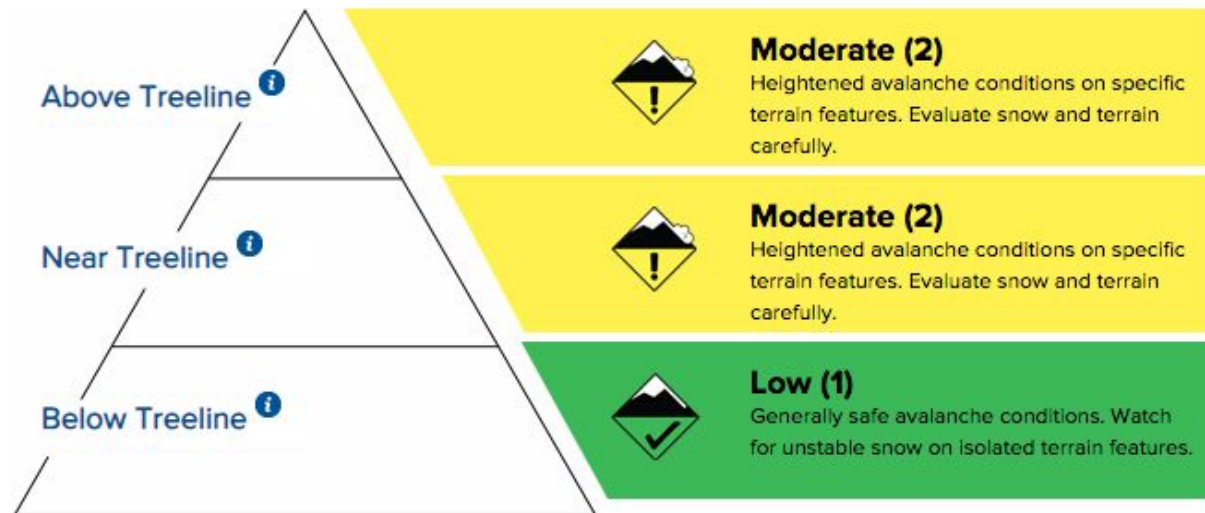 Above Treeline i
Moderate (2)
Heightened avalanche conditions on specific
terrain features. Evaluate snow and terrain
carefully.
Near Treeline i
Moderate (2)
Heightened avalanche conditions on specific
terrain features. Evaluate snow and terrain
carefully.
Below Treeline i
Low (1)
Generally safe avalanche conditions. Watch
for unstable snow on isolated terrain features.